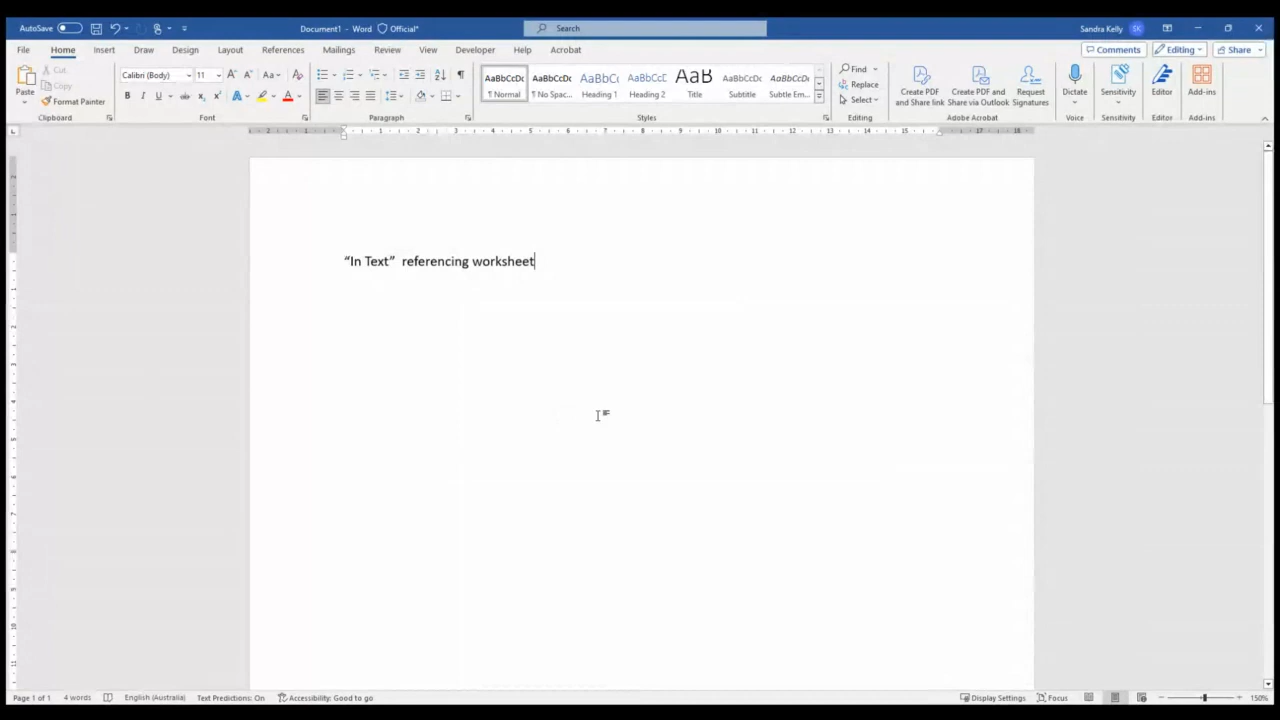 AutoSave
Document1 - Word
Official*
Search
Sandra Kelly
SK
File Home Insert Draw Design Layout References Mailings Review View Developer Help Acrobat
Comments
Editing
Share
Paste
Cut
Copy
Format Painter
Clipboard
Calibri (Body) 11
Font
Paragraph
AaBbCcDc AaBbCcDc AaBbC AaBbCcC AaB AaBbCcDc AaBbCcDc
¶ Normal ¶ No Spac... Heading 1 Heading 2 Title Subtitle Subtle Em...
Styles
Find
Replace
Select
Editing
Create PDF and Share link
Create PDF and Share via Outlook
Request Signatures
Adobe Acrobat
Dictate
Voice
Sensitivity
Sensitivity
Editor
Editor
Add-ins
Add-ins
“In Text”  referencing worksheet
Page 1 of 1 4 words English (Australia) Text Predictions: On Accessibility: Good to go Display Settings Focus 150%